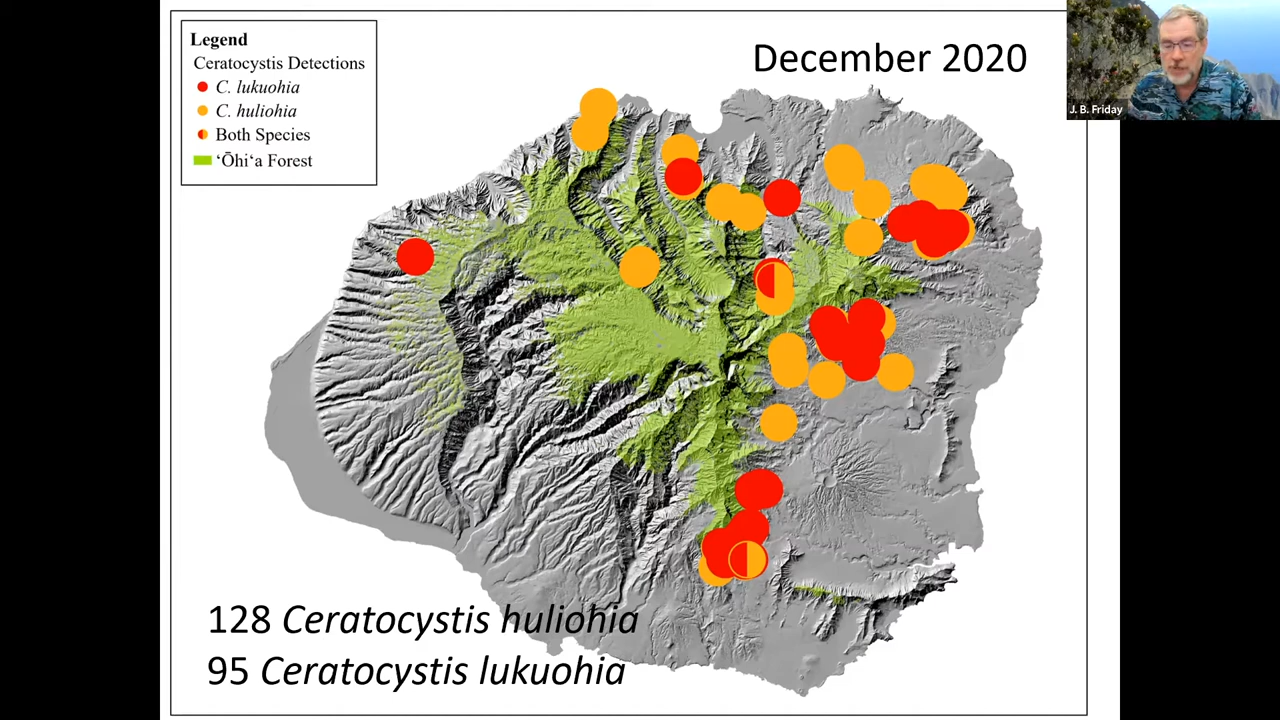 Legend
Ceratocystis Detections
C. lukuohia
C. huliohia
Both Species
ʻŌhiʻa Forest
December 2020
J. B. Friday
128 Ceratocystis huliohia
95 Ceratocystis lukuohia